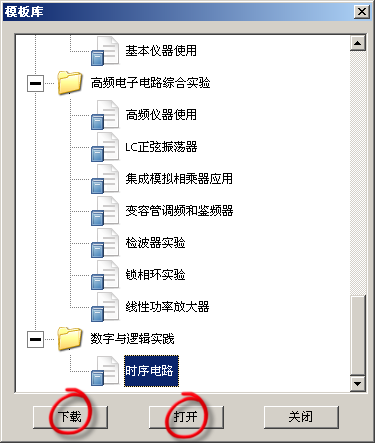 模板库
基本仪器使用
高频电子电路综合实验
高频仪器使用
LC正弦振荡器
集成模拟相乘器应用
变容管调频和鉴频器
检波器实验
锁相环实验
线性功率放大器
数字与逻辑实践
时序电路
下载
打开
关闭